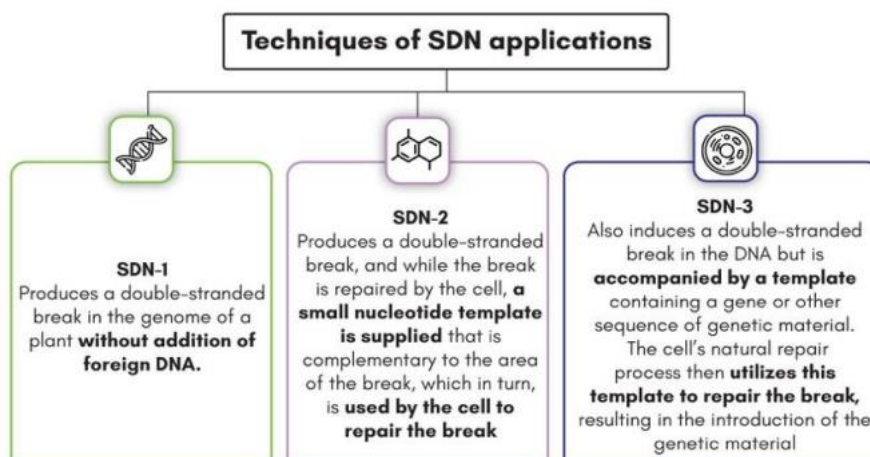 Techniques of SDN applications
SDN-1
Produces a double-stranded
break in the genome of a
plant without addition of
foreign DNA.
SDN-2
Produces a double-stranded
break, and while the break
is repaired by the cell, a
small nucleotide template
is supplied that is
complementary to the area
of the break, which in turn,
is used by the cell to
repair the break
SDN-3
Also induces a double-stranded
break in the DNA but is
accompanied by a template
containing a gene or other
sequence of genetic material.
The cell's natural repair
process then utilizes this
template to repair the break,
resulting in the introduction of the
genetic material